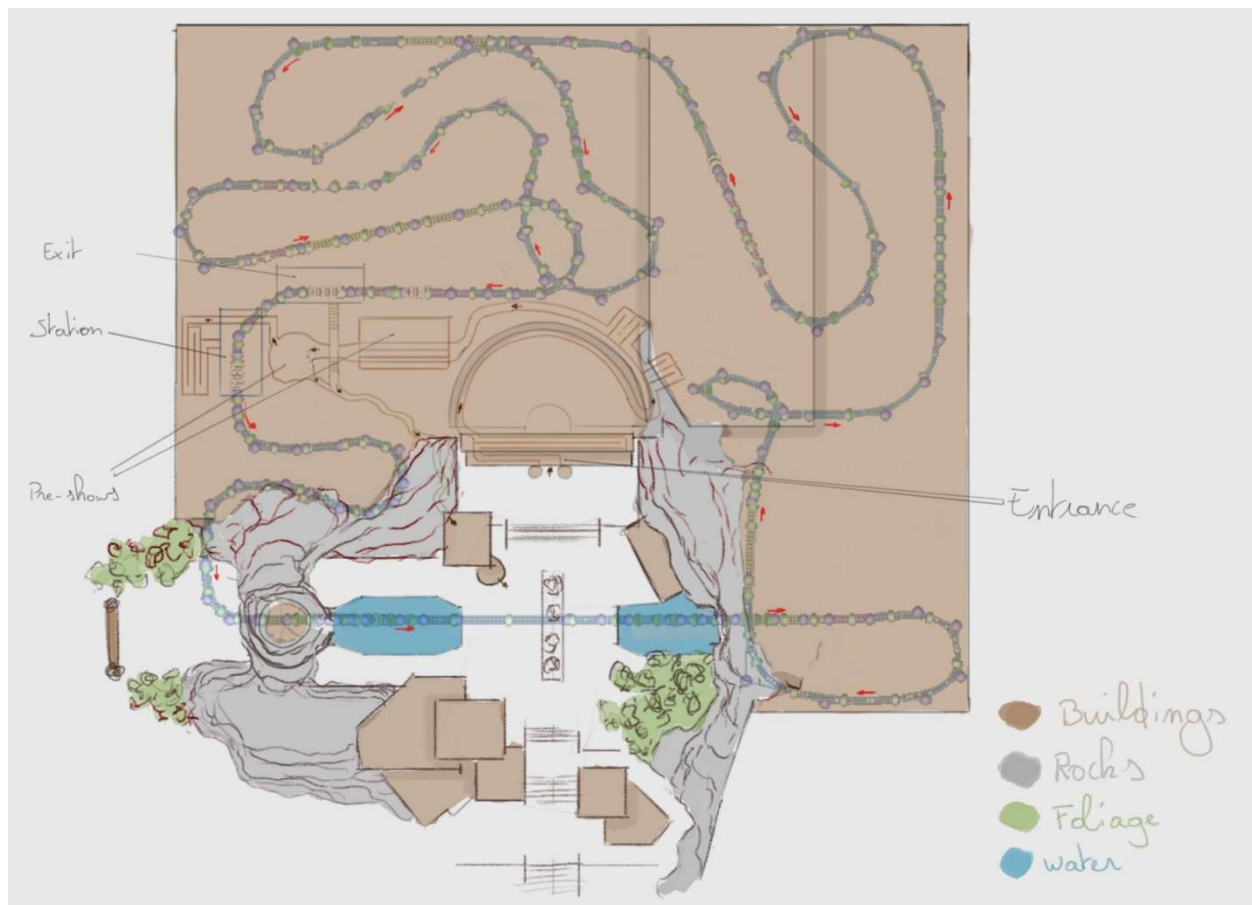 Exit
Station
Pre-shows
Entrance
Buildings
Rocks
Foliage
water